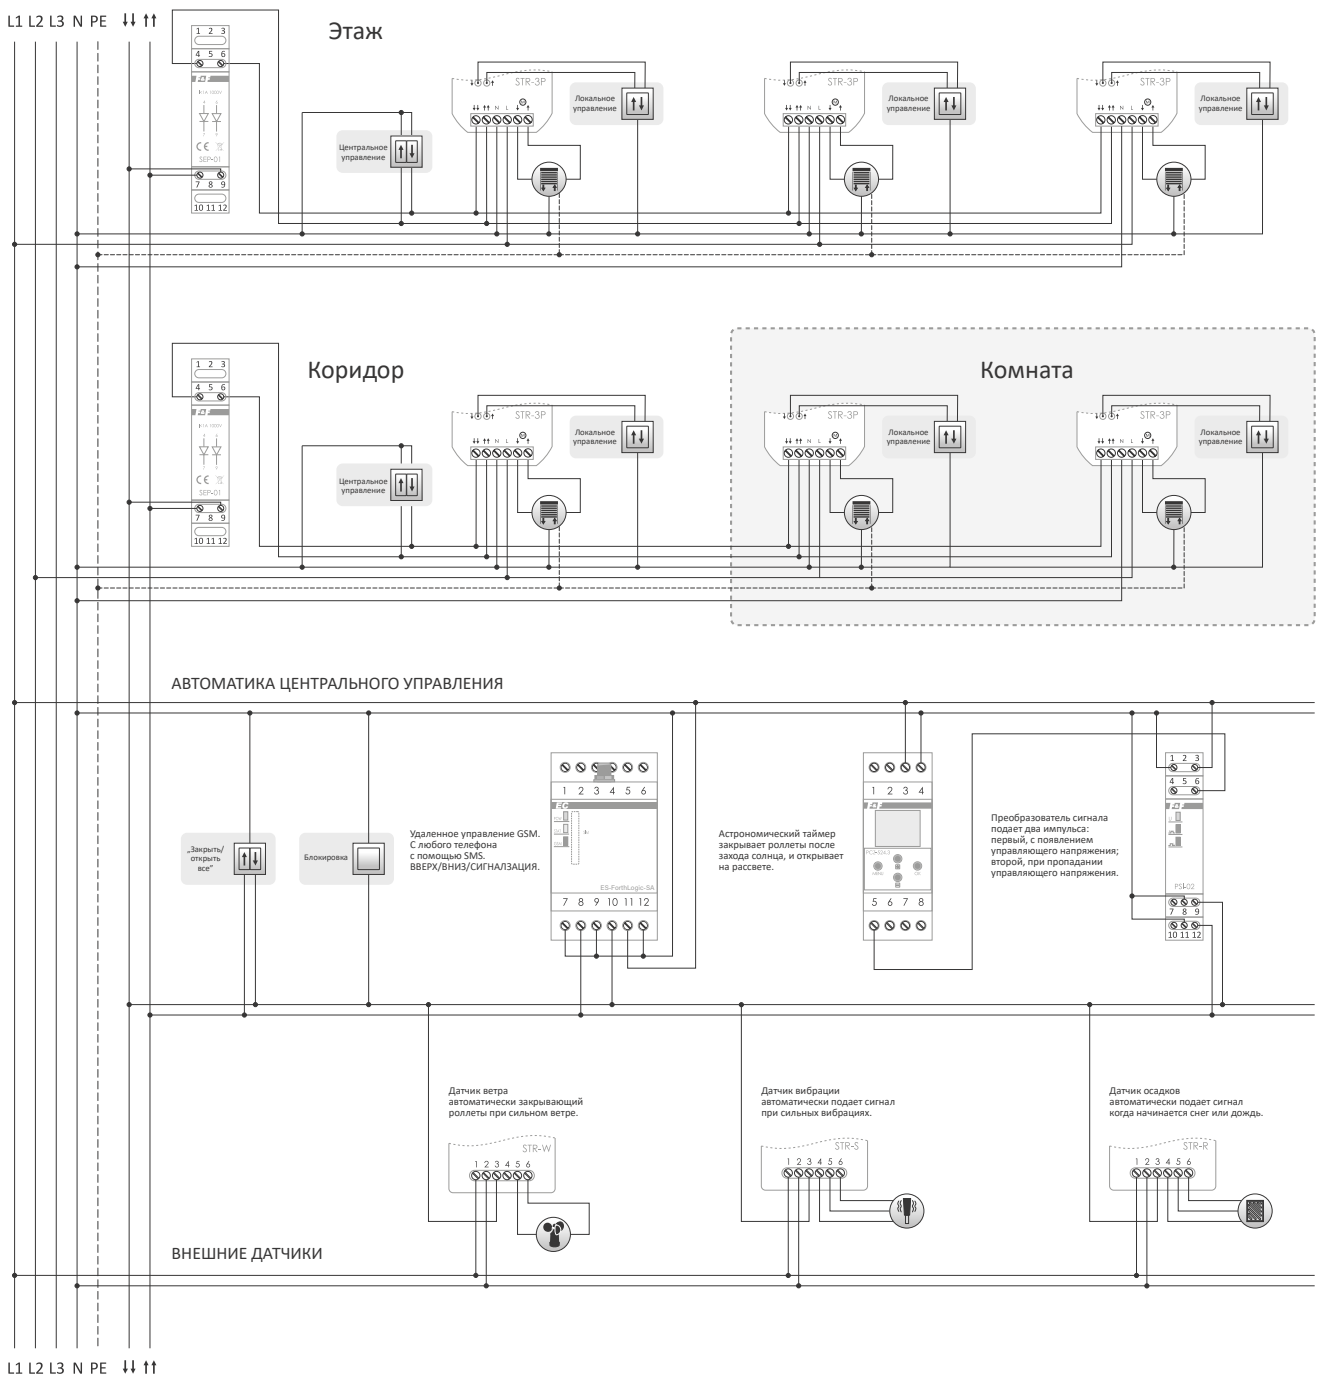 L1 L2 L3 N PE ↓↓ ↑↑
Этаж
1 2 3
4 5 6
F&F
CE
SEP-01
7 8 9
10 11 12
Центральное
управление
STR-3P
↓↓ ↑↑ N L ↓ M ↑
Локальное
управление
STR-3P
↓↓ ↑↑ N L ↓ M ↑
Локальное
управление
STR-3P
↓↓ ↑↑ N L ↓ M ↑
Локальное
управление
Коридор
Комната
1 2 3
4 5 6
F&F
CE
SEP-01
7 8 9
10 11 12
Центральное
управление
STR-3P
↓↓ ↑↑ N L ↓ M ↑
Локальное
управление
STR-3P
↓↓ ↑↑ N L ↓ M ↑
Локальное
управление
STR-3P
↓↓ ↑↑ N L ↓ M ↑
Локальное
управление
АВТОМАТИКА ЦЕНТРАЛЬНОГО УПРАВЛЕНИЯ
„Закрыть/
открыть
все"
Блокировка
Удаленное управление GSM.
С любого телефона
с помощью SMS.
ВВЕРХ/ВНИЗ/СИГНАЛЗАЦИЯ.
1 2 3 4 5 6
EC
ES-ForthLogic-SA
7 8 9 10 11 12
Астрономический таймер
закрывает роллеты после
захода солнца, и открывает
на рассвете.
1 2 3 4
F&F
MENU
OK
5 6 7 8
Преобразователь сигнала
подает два импульса:
первый, с появлением
управляющего напряжения;
второй, при пропадании
управляющего напряжения.
1 2 3
4 5 6
F&F
PSI-02
7 8 9
10 11 12
Датчик ветра
автоматически закрывающий
роллеты при сильном ветре.
STR-W
1 2 3 4 5 6
Датчик вибрации
автоматически подает сигнал
при сильных вибрациях.
STR-S
1 2 3 4 5 6
Датчик осадков
автоматически подает сигнал
когда начинается снег или дождь.
STR-R
1 2 3 4 5 6
ВНЕШНИЕ ДАТЧИКИ
L1 L2 L3 N PE ↓↓ ↑↑